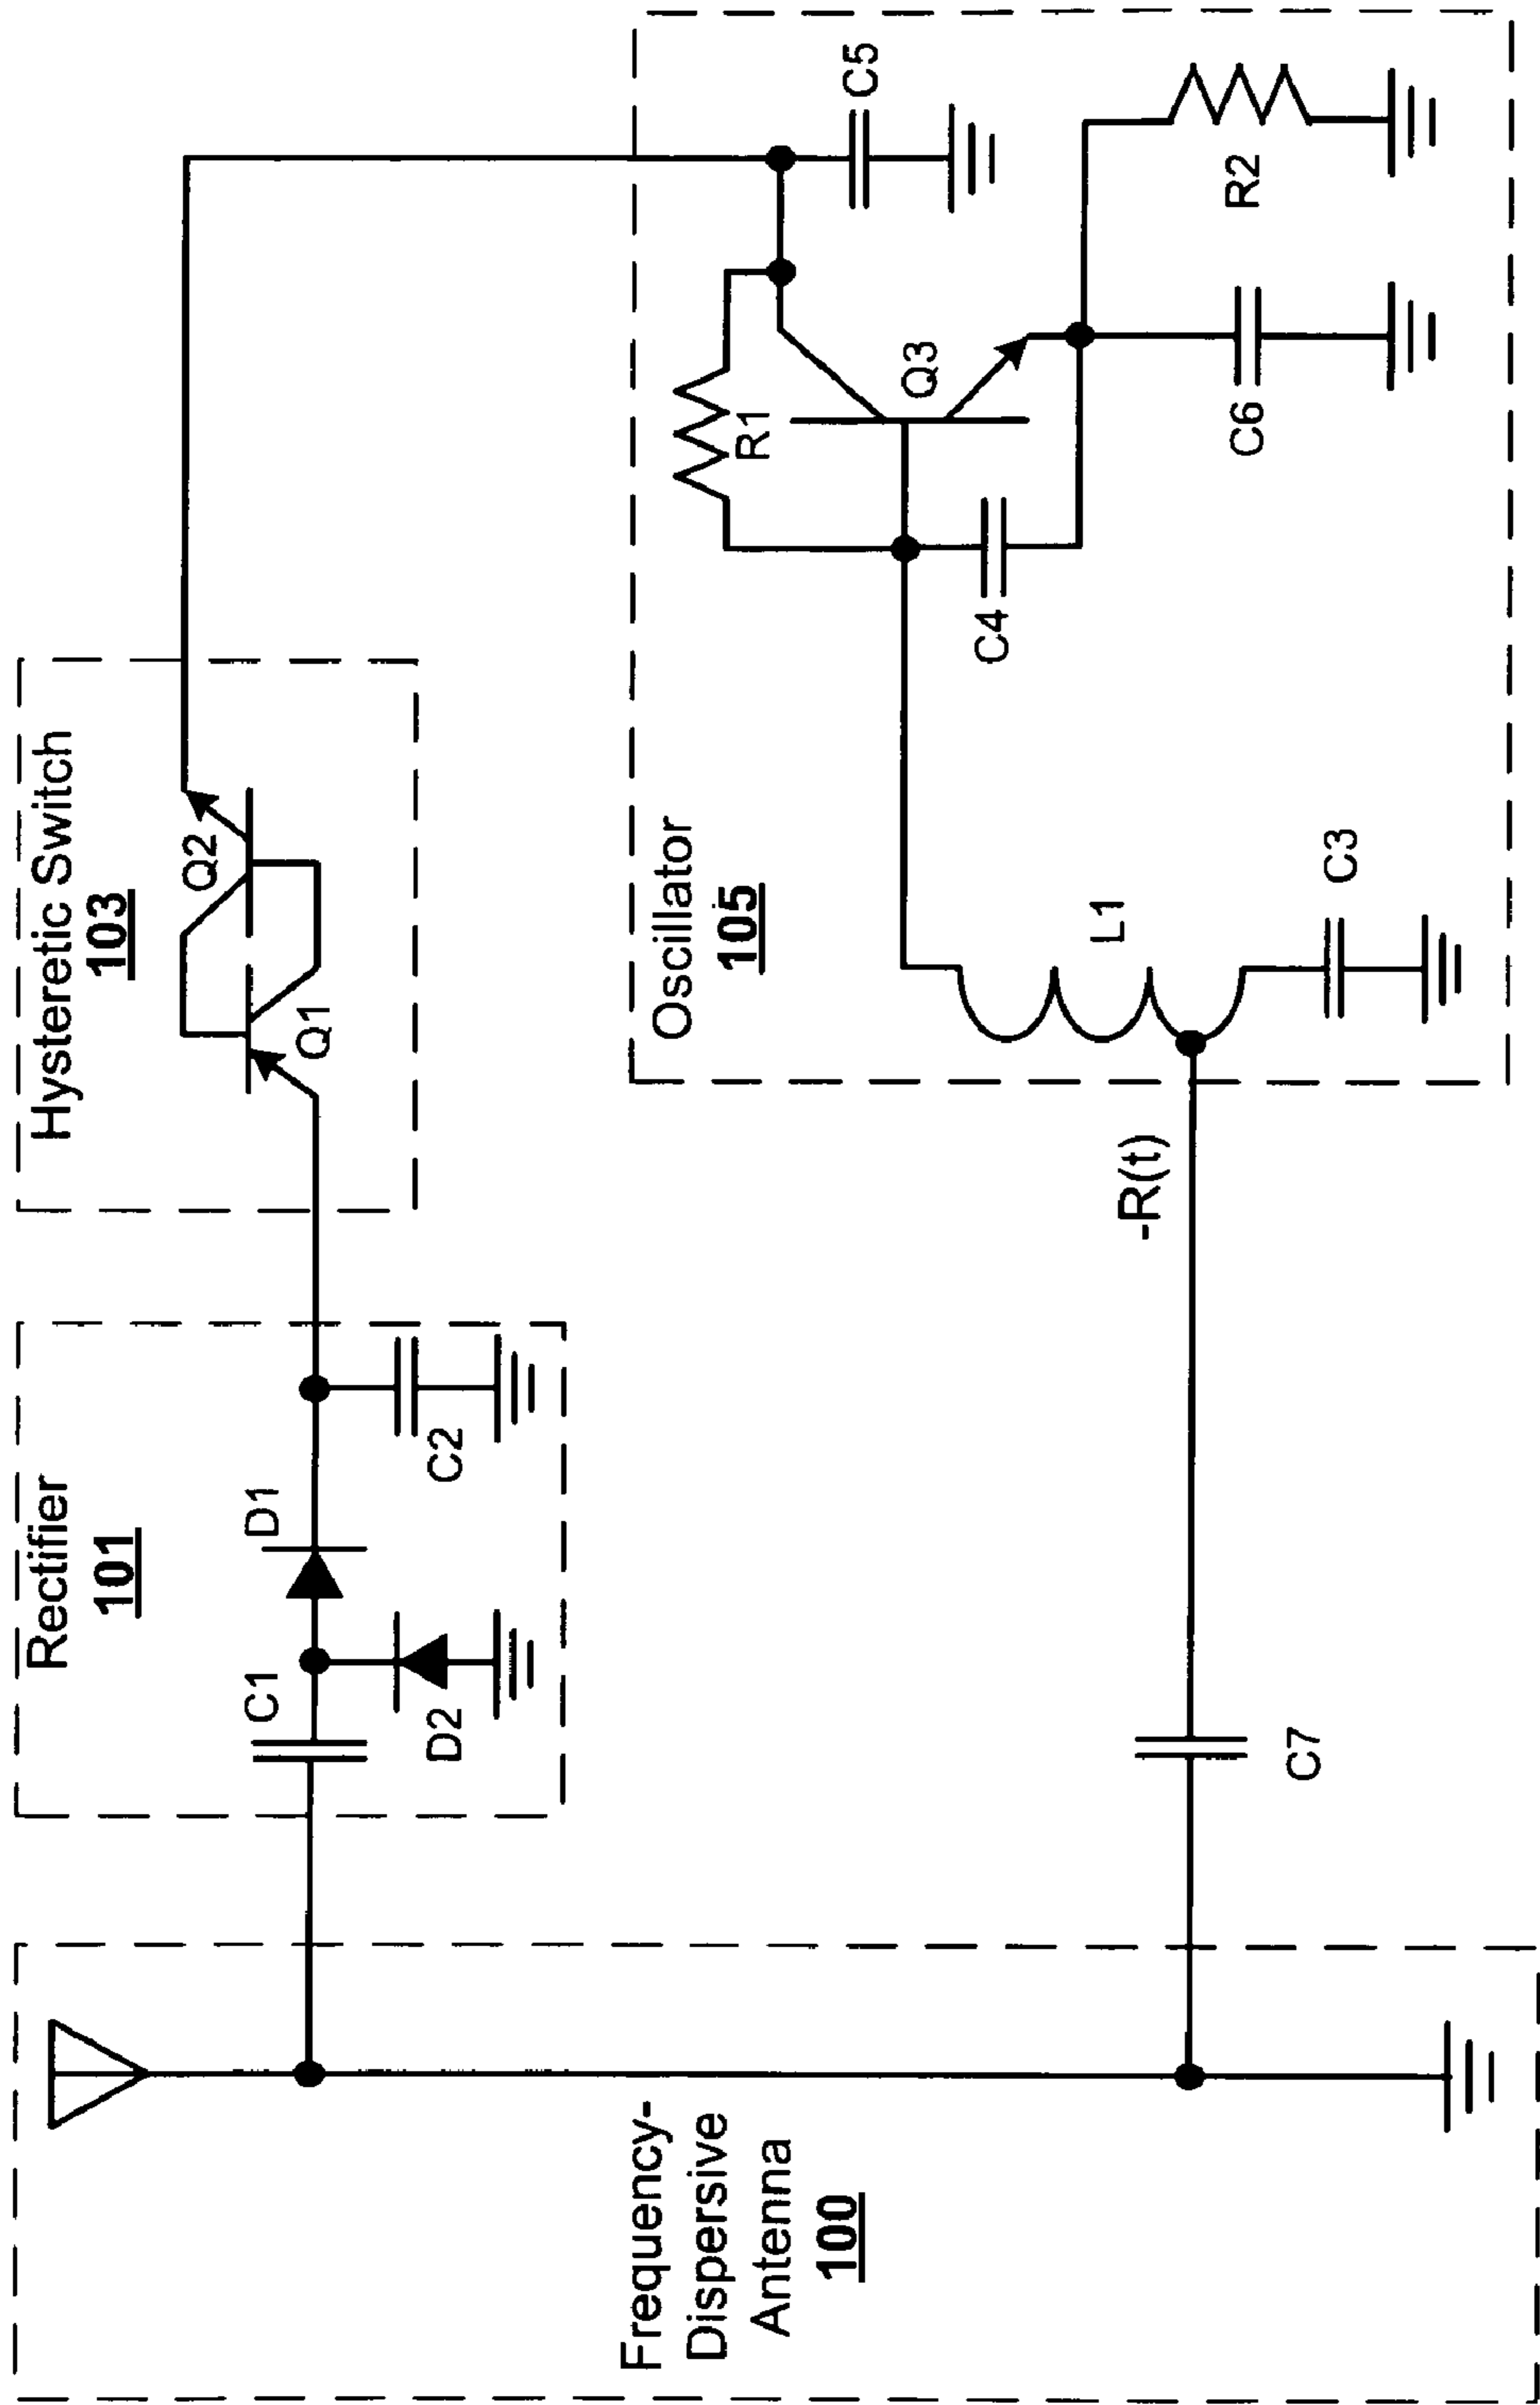 Frequency-
Dispersive
Antenna
100
Rectifier
101
C1
D1
D2
C2
Hysteretic Switch
103
Q1
Q2
C7
-R(t)
Oscillator
105
L1
C3
R1
Q3
C4
C5
C6
R2